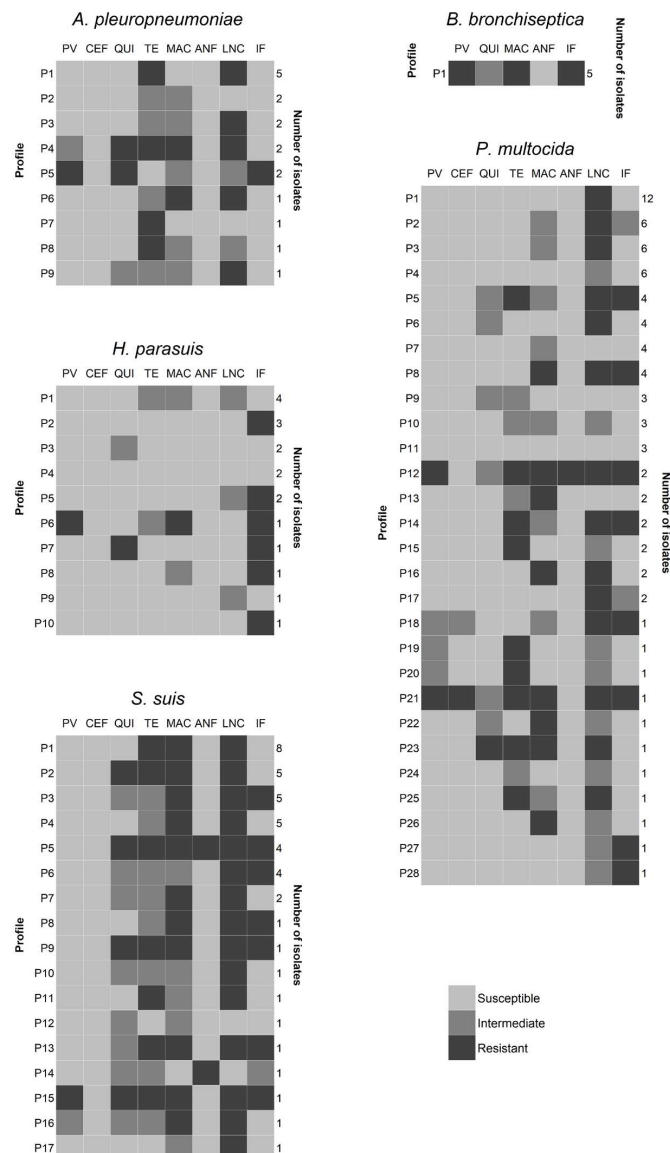 A. pleuropneumoniae
PV CEF QUI TE MAC ANF LNC IF
P1 5
P2 2
P3 2
P4 2
P5 2
P6 1
P7 1
P8 1
P9 1
Profile
Number of isolates
H. parasuis
PV CEF QUI TE MAC ANF LNC IF
P1 4
P2 3
P3 2
P4 2
P5 2
P6 1
P7 1
P8 1
P9 1
P10 1
Profile
Number of isolates
S. suis
PV CEF QUI TE MAC ANF LNC IF
P1 8
P2 5
P3 5
P4 5
P5 4
P6 4
P7 2
P8 1
P9 1
P10 1
P11 1
P12 1
P13 1
P14 1
P15 1
P16 1
P17 1
Profile
Number of isolates
B. bronchiseptica
PV QUI MAC ANF IF
P1 5
Profile
Number of isolates
P. multocida
PV CEF QUI TE MAC ANF LNC IF
P1 12
P2 6
P3 6
P4 6
P5 4
P6 4
P7 4
P8 4
P9 3
P10 3
P11 3
P12 2
P13 2
P14 2
P15 2
P16 2
P17 2
P18 1
P19 1
P20 1
P21 1
P22 1
P23 1
P24 1
P25 1
P26 1
P27 1
P28 1
Profile
Number of isolates
Susceptible
Intermediate
Resistant